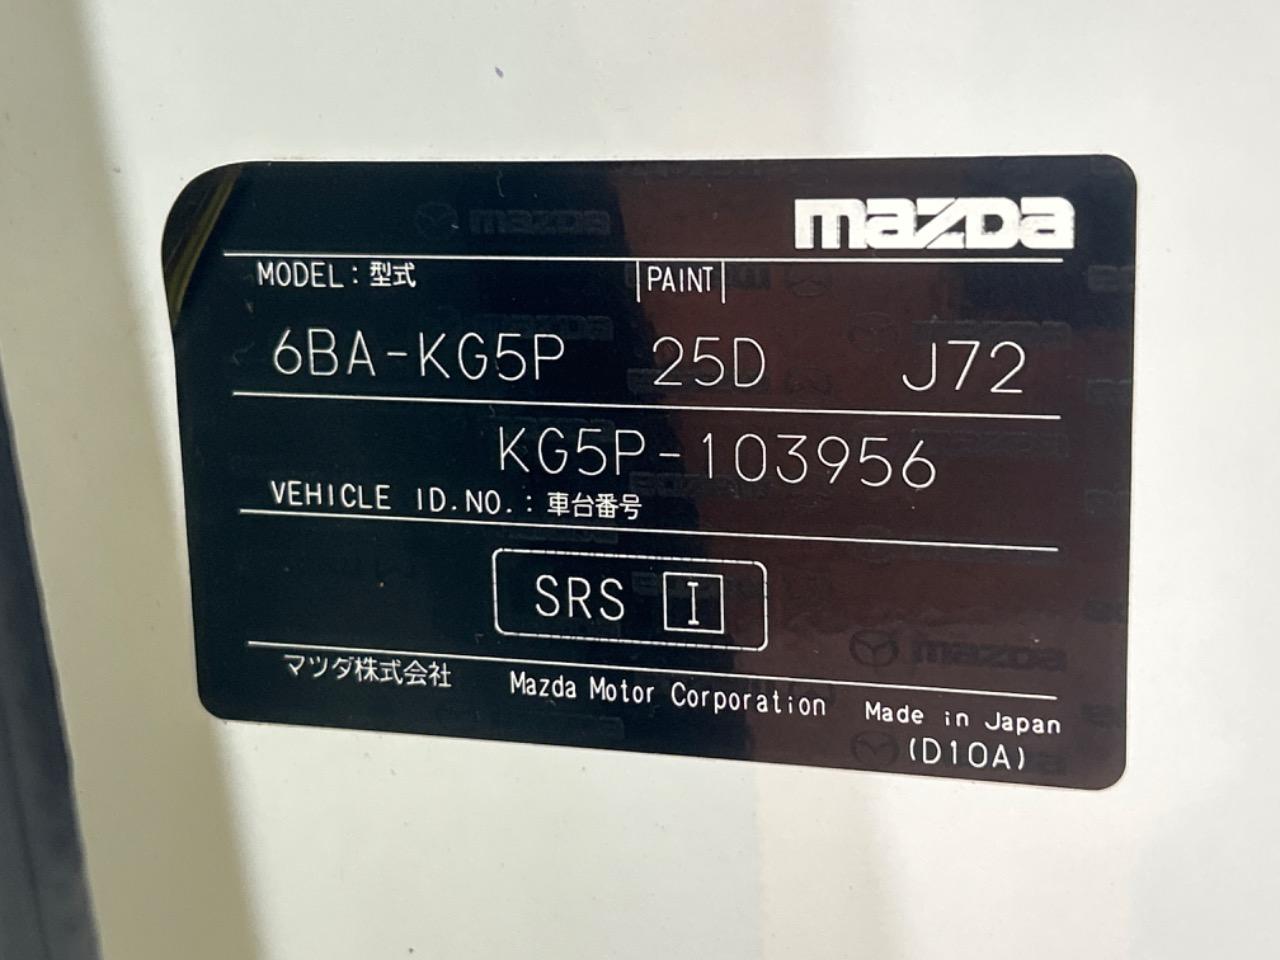 mazda
MODEL : 型式 PAINT
6BA-KG5P 25D J72
KG5P-103956
VEHICLE ID.NO. : 車台番号
SRS I
マツダ株式会社 Mazda Motor Corporation Made in Japan
(D10A)